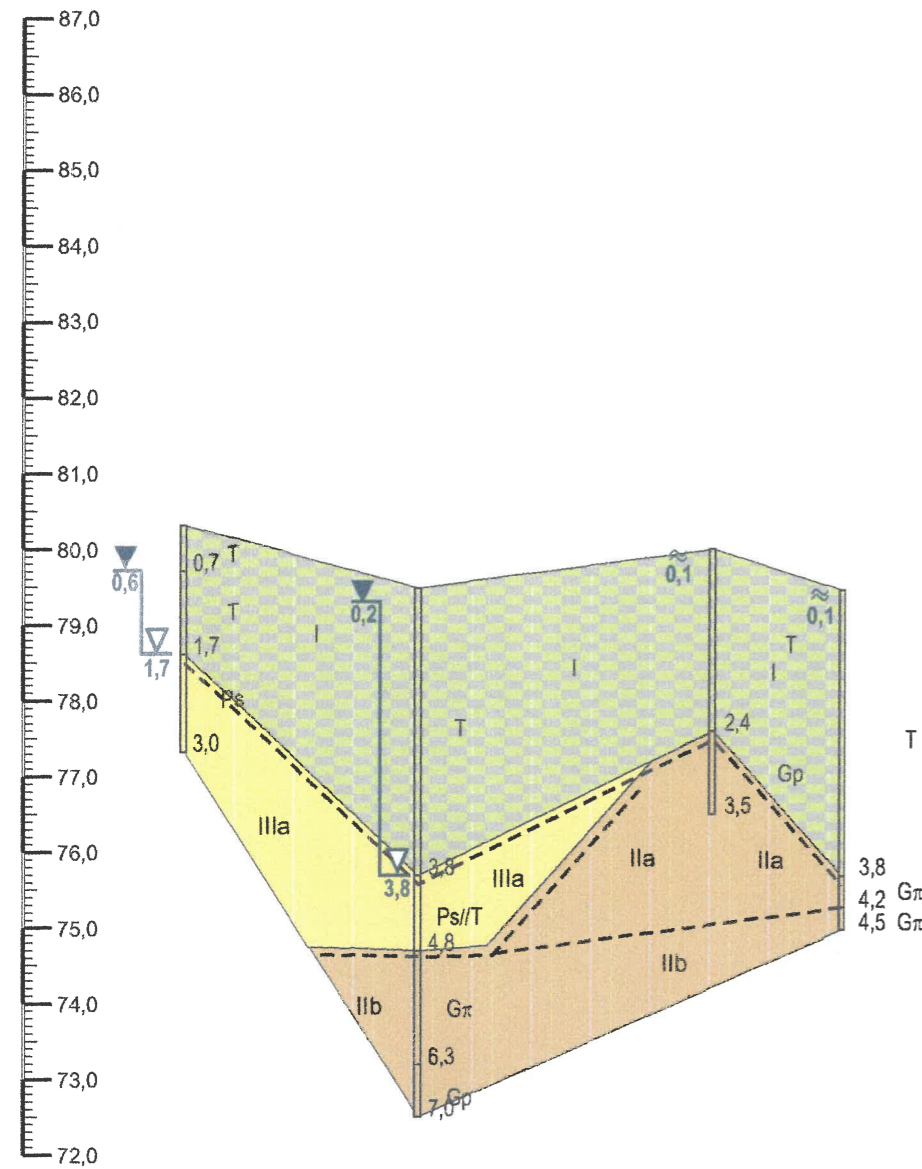 87,0
86,0
85,0
84,0
83,0
82,0
81,0
80,0
79,0
78,0
77,0
76,0
75,0
74,0
73,0
72,0
0,6
1,7
0,7
T
T
1,7
Ps
3,0
I
IIIa
0,2
3,8
3,8
T
Ps//T
4,8
IIb
Gπ
6,3
7,0
Gp
I
IIIa
≈
0,1
2,4
Gp
3,5
IIa
IIa
IIb
≈
0,1
T
I
T
3,8
4,2 Gπ
4,5 Gπ